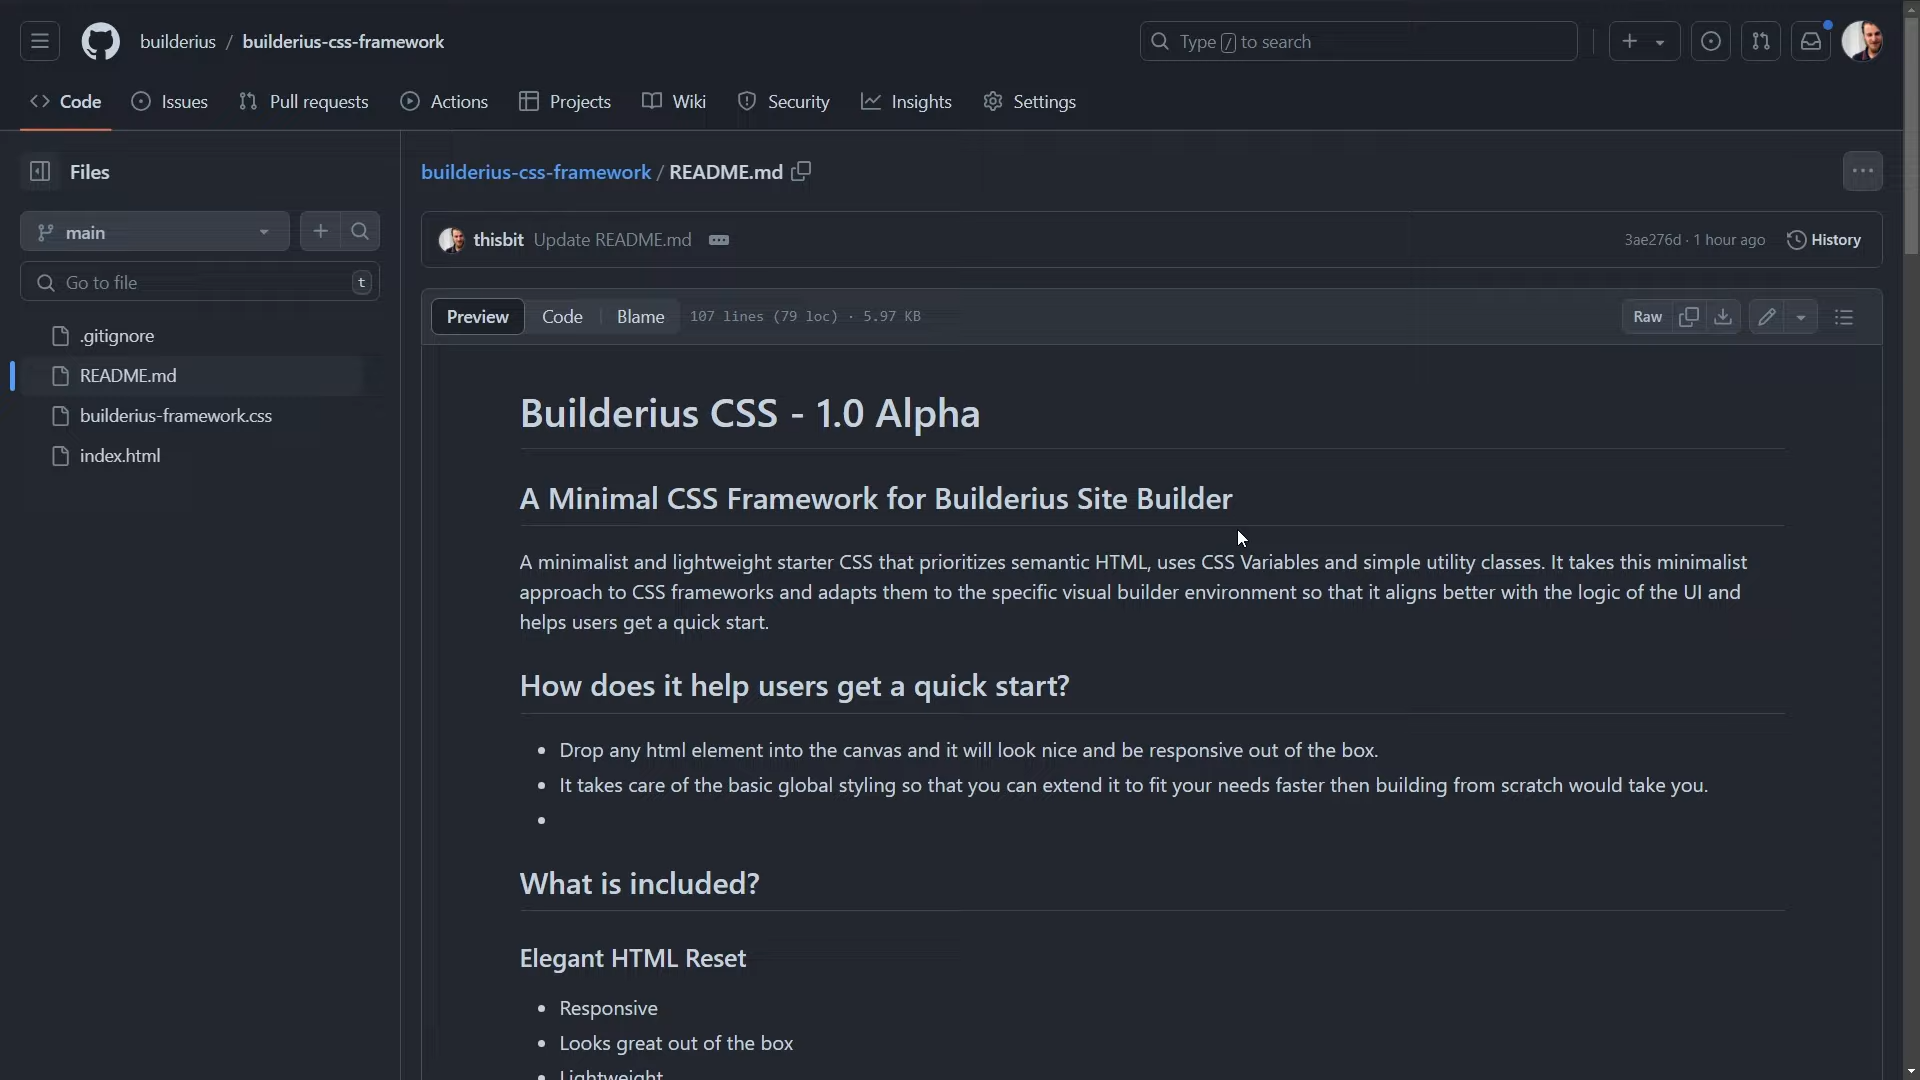 builderius / builderius-css-framework
Type / to search
Code
Issues
Pull requests
Actions
Projects
Wiki
Security
Insights
Settings
Files
builderius-css-framework / README.md
main
thisbit Update README.md
3ae276d · 1 hour ago
History
Go to file
t
Preview
Code
Blame
107 lines (79 loc) · 5.97 KB
Raw
.gitignore
README.md
builderius-framework.css
index.html
Builderius CSS - 1.0 Alpha
A Minimal CSS Framework for Builderius Site Builder
A minimalist and lightweight starter CSS that prioritizes semantic HTML, uses CSS Variables and simple utility classes. It takes this minimalist
approach to CSS frameworks and adapts them to the specific visual builder environment so that it aligns better with the logic of the UI and
helps users get a quick start.
How does it help users get a quick start?
• Drop any html element into the canvas and it will look nice and be responsive out of the box.
• It takes care of the basic global styling so that you can extend it to fit your needs faster then building from scratch would take you.
•
What is included?
Elegant HTML Reset
• Responsive
• Looks great out of the box
• Lightweight